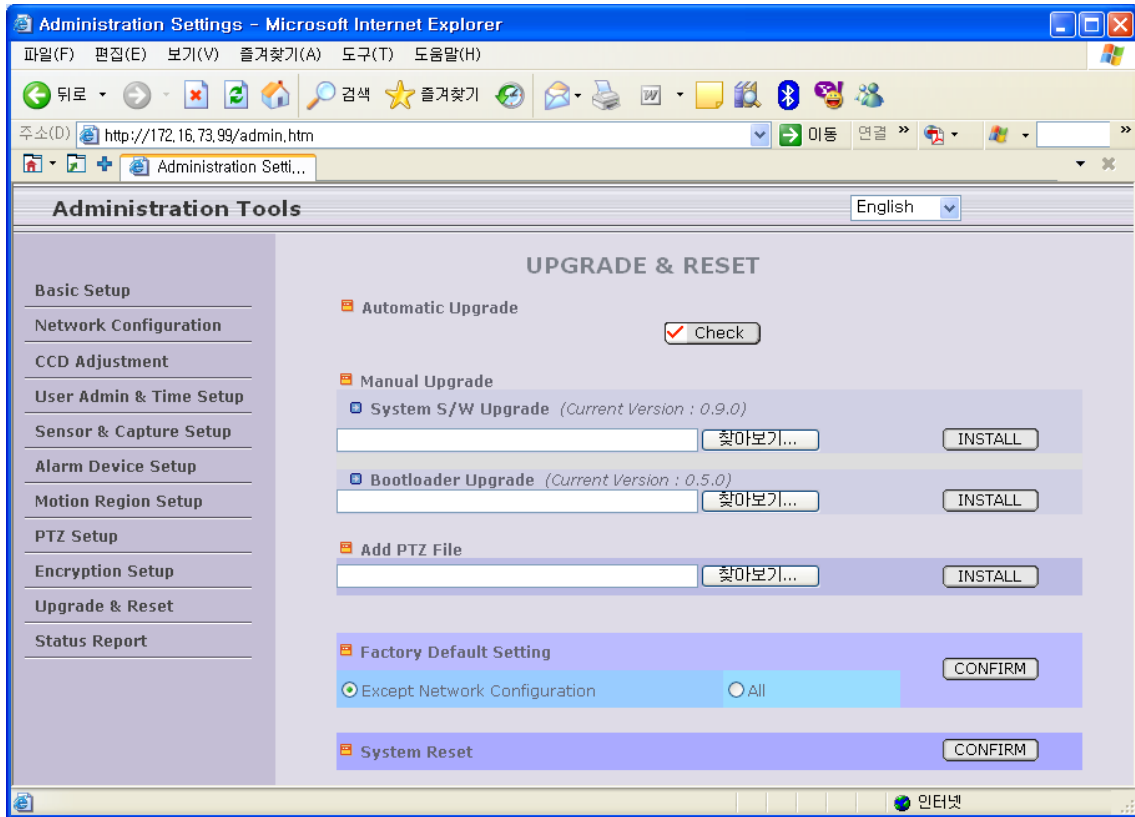 Administration Settings - Microsoft Internet Explorer
파일(F) 편집(E) 보기(V) 즐겨찾기(A) 도구(T) 도움말(H)
뒤로 검색 즐겨찾기 W
주소(D) http://172.16.73.99/admin.htm 이동 연결 »
Administration Setti...
Administration Tools English
UPGRADE & RESET
Basic Setup
Network Configuration
CCD Adjustment
User Admin & Time Setup
Sensor & Capture Setup
Alarm Device Setup
Motion Region Setup
PTZ Setup
Encryption Setup
Upgrade & Reset
Status Report
Automatic Upgrade
Check
Manual Upgrade
System S/W Upgrade (Current Version : 0.9.0)
찾아보기... INSTALL
Bootloader Upgrade (Current Version : 0.5.0)
찾아보기... INSTALL
Add PTZ File
찾아보기... INSTALL
Factory Default Setting
CONFIRM
Except Network Configuration All
System Reset CONFIRM
인터넷